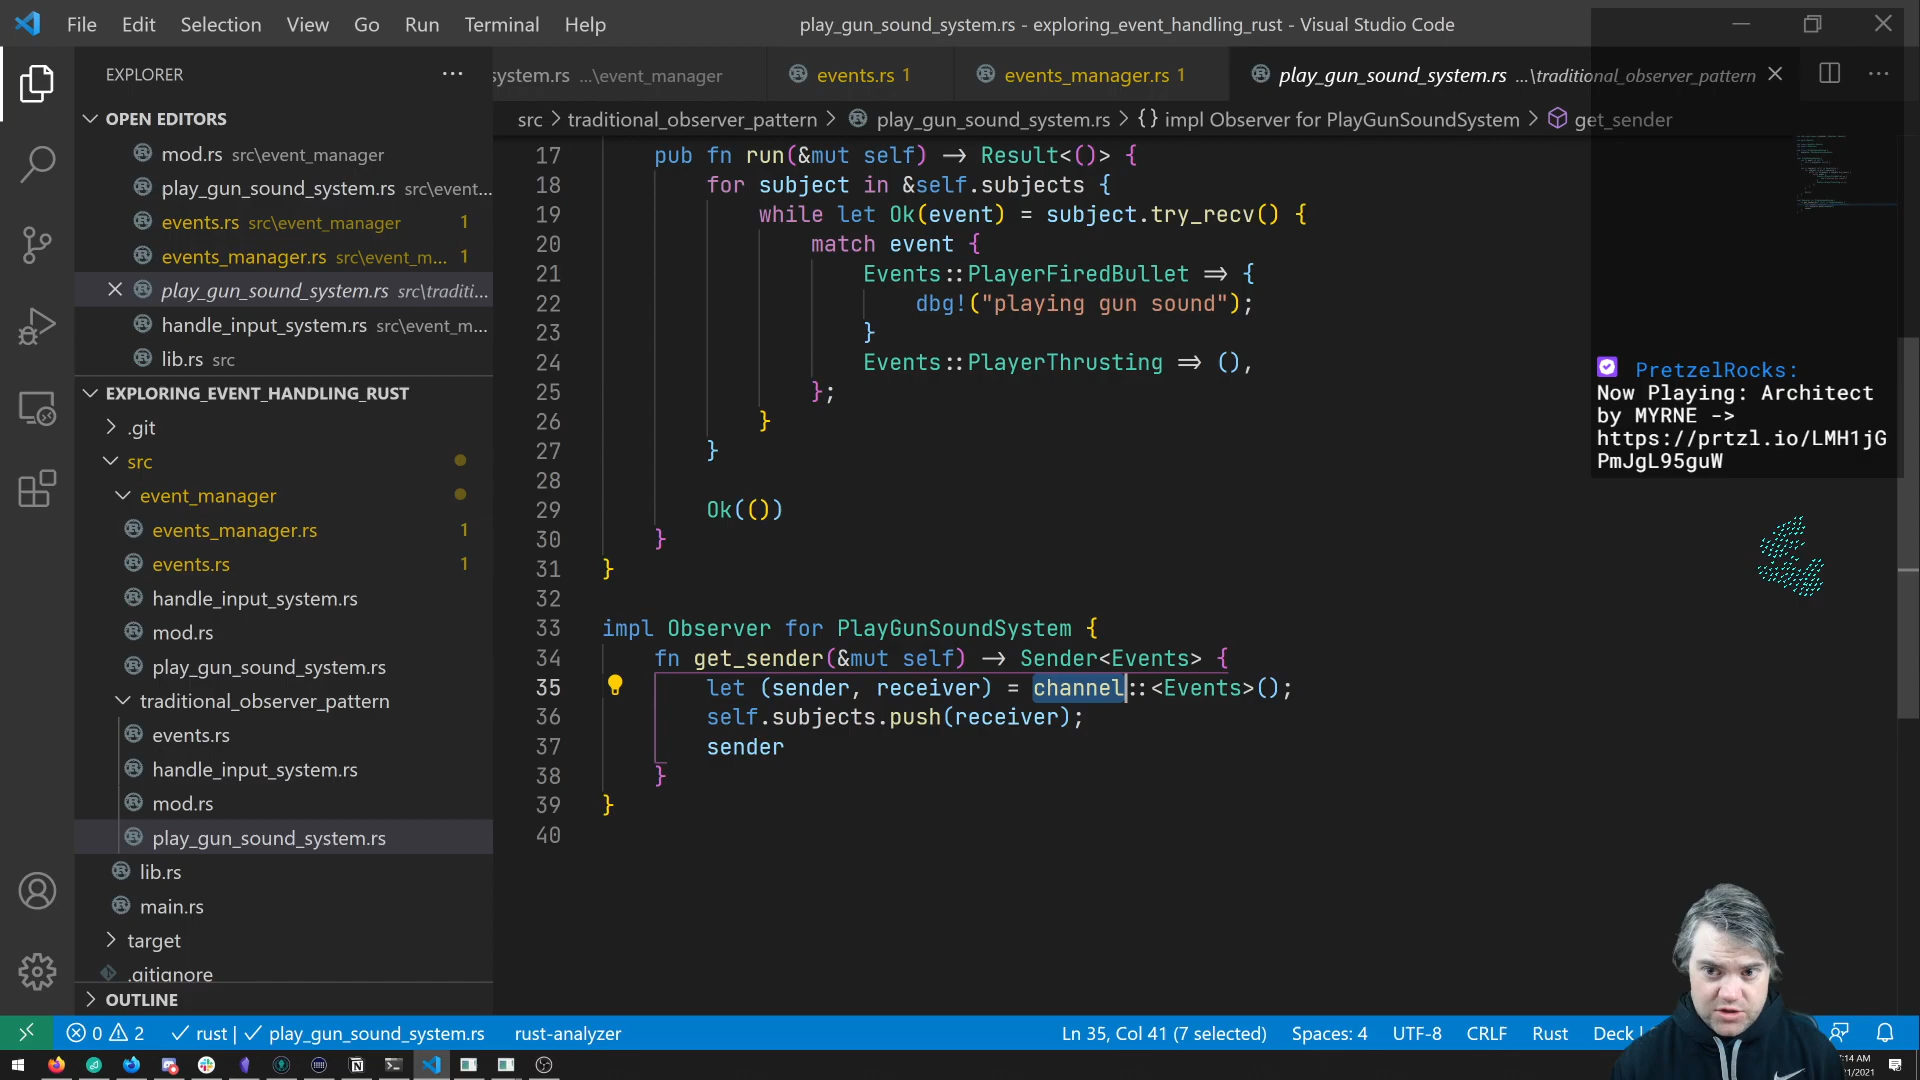 File Edit Selection View Go Run Terminal Help
play_gun_sound_system.rs - exploring_event_handling_rust - Visual Studio Code
EXPLORER
system.rs ...\event_manager
events.rs 1
events_manager.rs 1
play_gun_sound_system.rs ...\traditional_observer_pattern
OPEN EDITORS
mod.rs src\event_manager
play_gun_sound_system.rs src\event...
events.rs src\event_manager 1
events_manager.rs src\event_m... 1
play_gun_sound_system.rs src\traditi...
handle_input_system.rs src\event_m...
lib.rs src
EXPLORING_EVENT_HANDLING_RUST
.git
src
event_manager
events_manager.rs 1
events.rs 1
handle_input_system.rs
mod.rs
play_gun_sound_system.rs
traditional_observer_pattern
events.rs
handle_input_system.rs
mod.rs
play_gun_sound_system.rs
lib.rs
main.rs
target
.gitignore
OUTLINE
src > traditional_observer_pattern > play_gun_sound_system.rs > {} impl Observer for PlayGunSoundSystem > get_sender
17 pub fn run(&mut self) → Result<()> {
18 for subject in &self.subjects {
19 while let Ok(event) = subject.try_recv() {
20 match event {
21 Events::PlayerFiredBullet ⇒ {
22 dbg!("playing gun sound");
23 }
24 Events::PlayerThrusting ⇒ (),
25 };
26 }
27 }
28
29 Ok(())
30 }
31 }
32
33 impl Observer for PlayGunSoundSystem {
34 fn get_sender(&mut self) → Sender<Events> {
35 let (sender, receiver) = channel::<Events>();
36 self.subjects.push(receiver);
37 sender
38 }
39 }
40
PretzelRocks:
Now Playing: Architect
by MYRNE ->
https://prtzl.io/LMH1jG
PmJgL95guW
0 2 rust | play_gun_sound_system.rs rust-analyzer
Ln 35, Col 41 (7 selected) Spaces: 4 UTF-8 CRLF Rust Deck
:14 AM
/2021